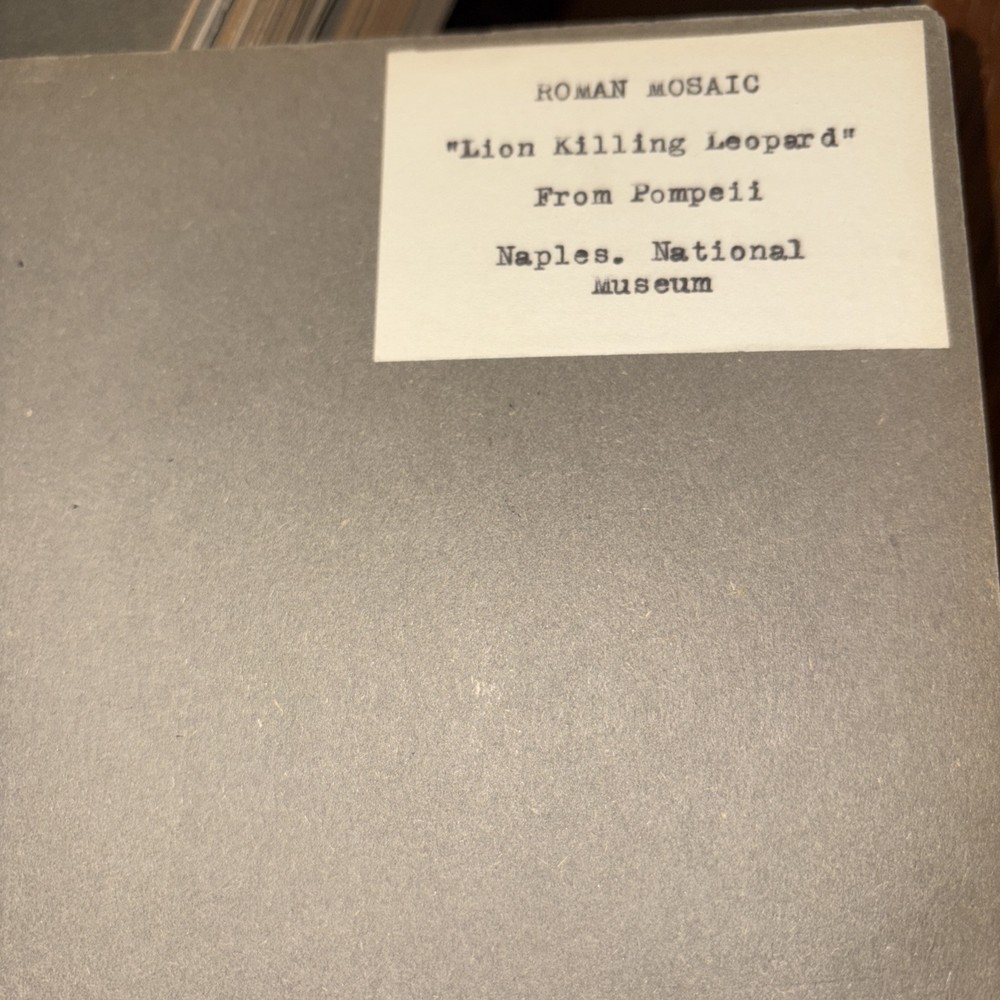 ROMAN MOSAIC
"Lion Killing Leopard"
From Pompeii
Naples. National
Museum